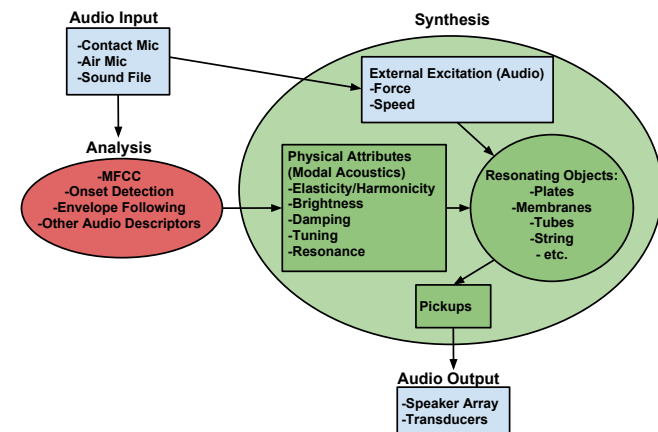 Audio Input
-Contact Mic
-Air Mic
-Sound File
Synthesis
External Excitation (Audio)
-Force
-Speed
Analysis
-MFCC
-Onset Detection
-Envelope Following
-Other Audio Descriptors
Physical Attributes
(Modal Acoustics)
-Elasticity/Harmonicity
-Brightness
-Damping
-Tuning
-Resonance
Resonating Objects:
-Plates
-Membranes
-Tubes
-String
- etc.
Pickups
Audio Output
-Speaker Array
-Transducers